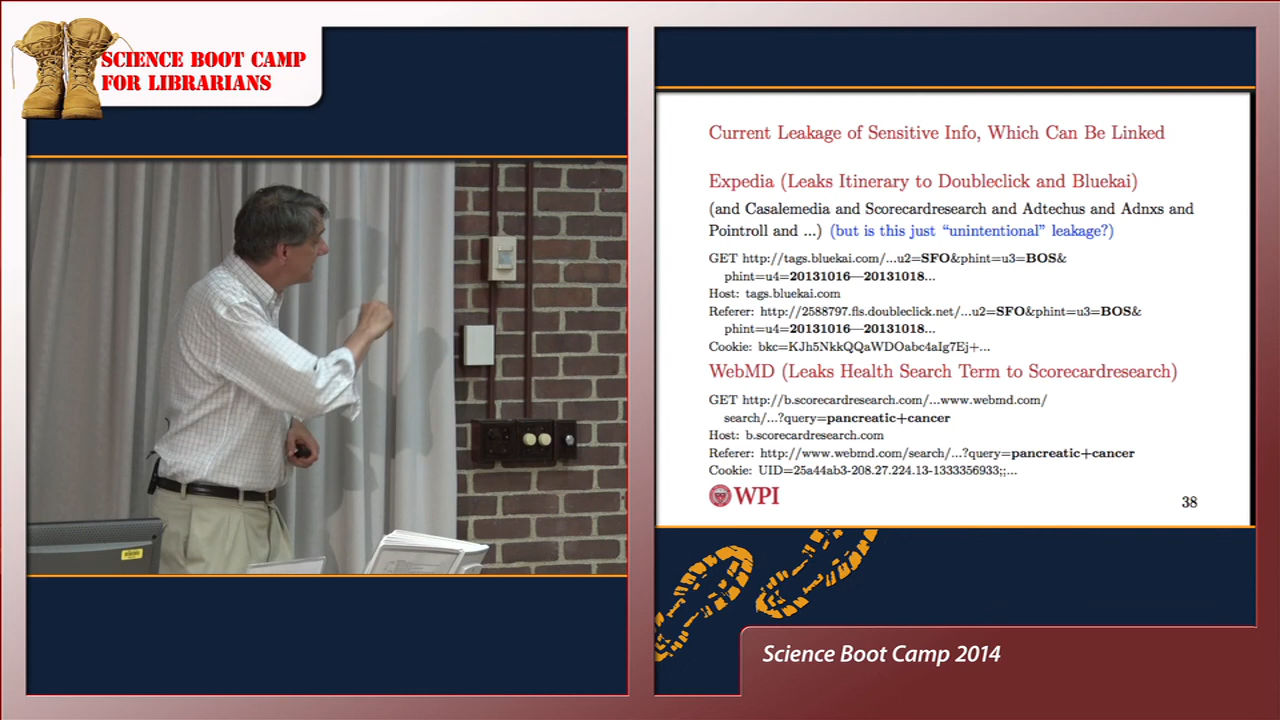 SCIENCE BOOT CAMP
FOR LIBRARIANS
Current Leakage of Sensitive Info, Which Can Be Linked
Expedia (Leaks Itinerary to Doubleclick and Bluekai)
(and Casalemedia and Scorecardresearch and Adtechus and Adnxs and
Pointroll and ...) (but is this just “unintentional” leakage?)
GET http://tags.bluekai.com/...u2=SFO&phint=u3=BOS&
phint=u4=20131016—20131018...
Host: tags.bluekai.com
Referer: http://2588797.fls.doubleclick.net/...u2=SFO&phint=u3=BOS&
phint=u4=20131016—20131018...
Cookie: bkc=KJh5NkkQQaWDOabc4aIg7Ej+...
WebMD (Leaks Health Search Term to Scorecardresearch)
GET http://b.scorecardresearch.com/...www.webmd.com/
search/...?query=pancreatic+cancer
Host: b.scorecardresearch.com
Referer: http://www.webmd.com/search/...?query=pancreatic+cancer
Cookie: UID=25a44ab3-208.27.224.13-1333356933;;...
WPI
38
Science Boot Camp 2014